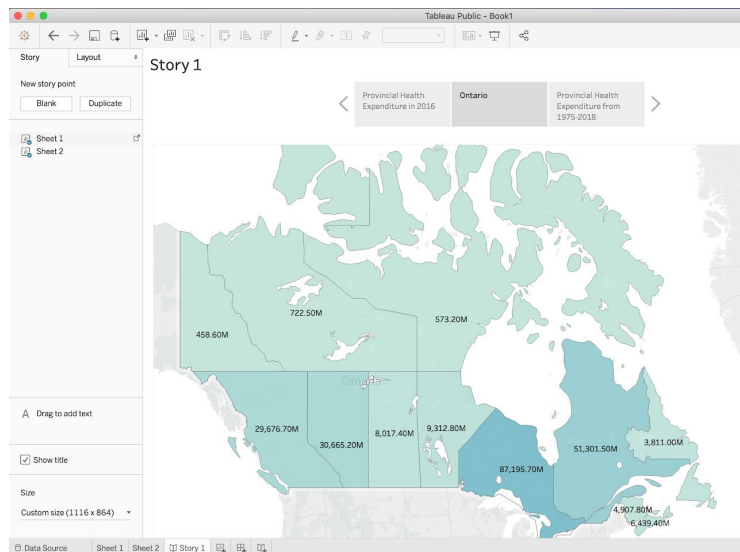 Tableau Public - Book1
Story
Layout
Story 1
New story point
Blank
Duplicate
Provincial Health
Expenditure in 2016
Ontario
Provincial Health
Expenditure from
1975-2018
Sheet 1
Sheet 2
722.50M
573.20M
458.60M
29,676.70M
30,665.20M
8,017.40M
9,312.80M
87,195.70M
51,301.50M
3,811.00M
4,907.80M
6,439.40M
A Drag to add text
Show title
Size
Custom size (1116 x 864)
Data Source
Sheet 1
Sheet 2
Story 1